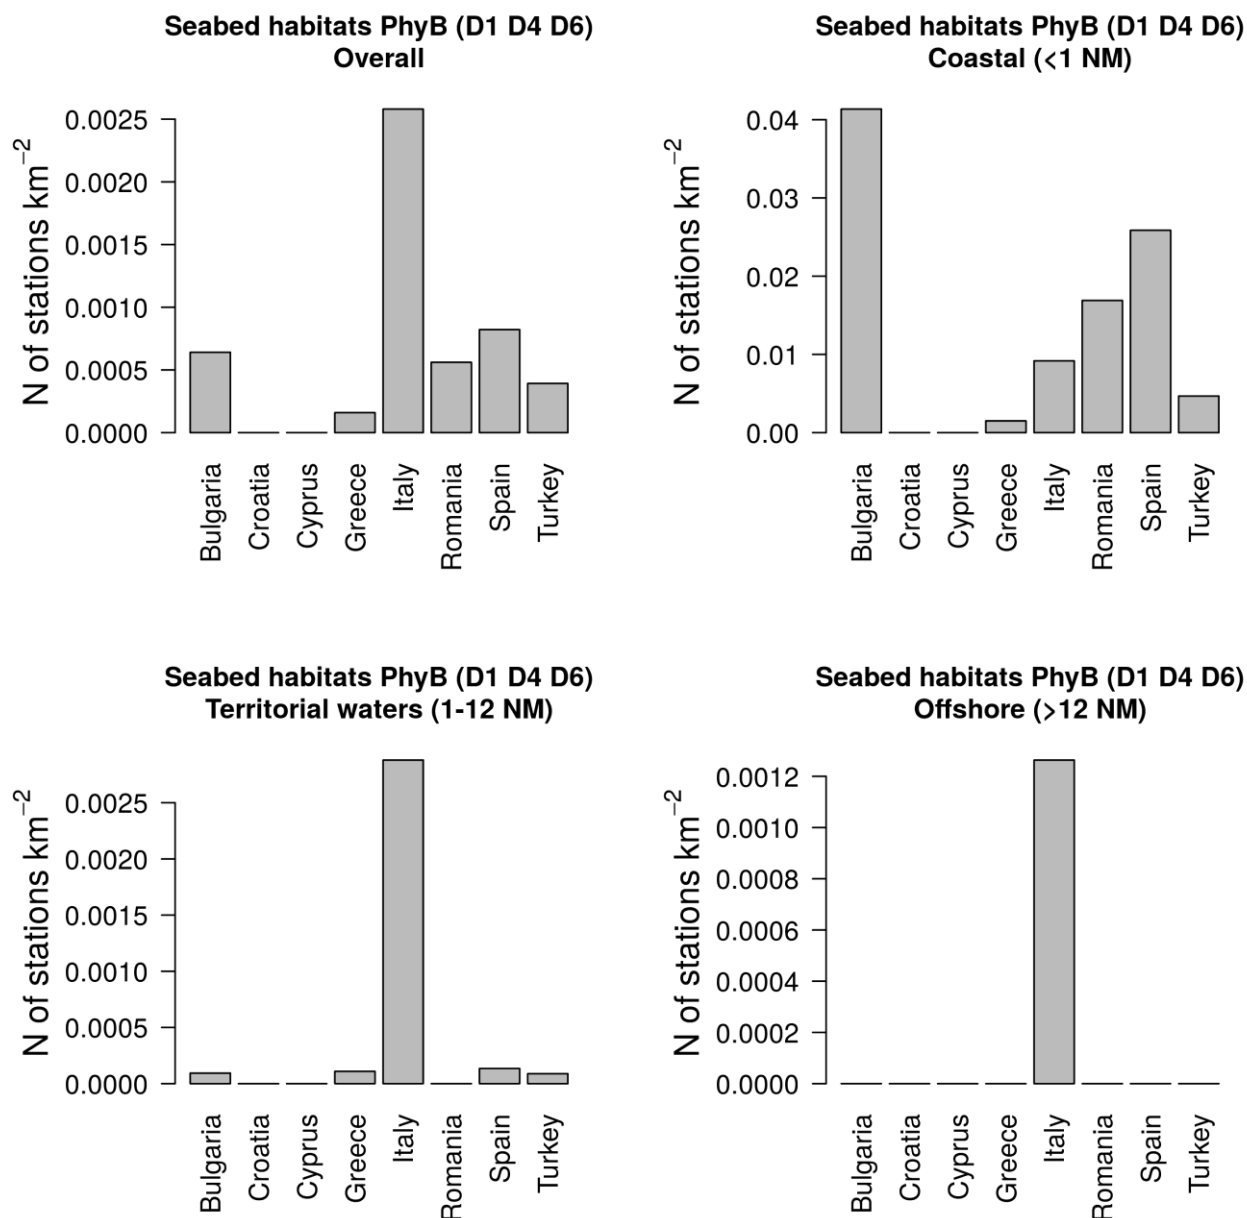 Seabed habitats PhyB (D1 D4 D6)
Overall
N of stations km−2
0.0025
0.0020
0.0015
0.0010
0.0005
0.0000
Bulgaria
Croatia
Cyprus
Greece
Italy
Romania
Spain
Turkey
Seabed habitats PhyB (D1 D4 D6)
Coastal (<1 NM)
N of stations km−2
0.04
0.03
0.02
0.01
0.00
Bulgaria
Croatia
Cyprus
Greece
Italy
Romania
Spain
Turkey
Seabed habitats PhyB (D1 D4 D6)
Territorial waters (1-12 NM)
N of stations km−2
0.0025
0.0020
0.0015
0.0010
0.0005
0.0000
Bulgaria
Croatia
Cyprus
Greece
Italy
Romania
Spain
Turkey
Seabed habitats PhyB (D1 D4 D6)
Offshore (>12 NM)
N of stations km−2
0.0012
0.0010
0.0008
0.0006
0.0004
0.0002
0.0000
Bulgaria
Croatia
Cyprus
Greece
Italy
Romania
Spain
Turkey